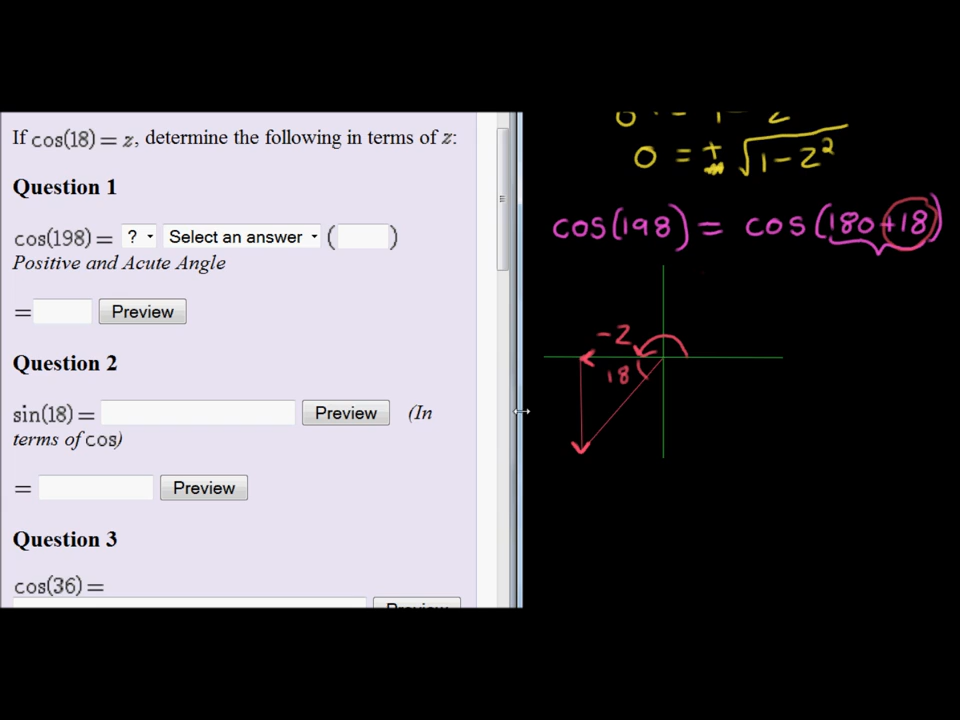 If cos(18) = z, determine the following in terms of z:
Question 1
cos(198) = ? Select an answer ( )
Positive and Acute Angle
= Preview
Question 2
sin(18) = Preview (In
terms of cos)
= Preview
Question 3
cos(36) =
Preview
0 = ± √1-z²
cos(198) = cos(180+18)
-z
18